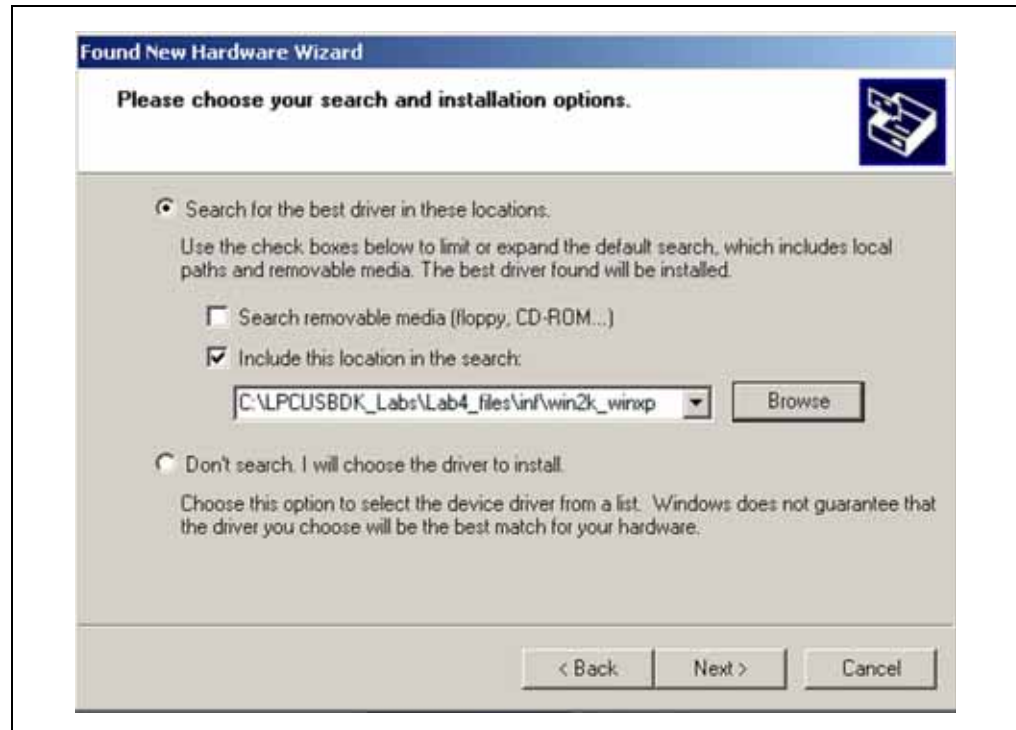 Found New Hardware Wizard
Please choose your search and installation options.
Search for the best driver in these locations.
Use the check boxes below to limit or expand the default search, which includes local
paths and removable media. The best driver found will be installed.
Search removable media (floppy, CD-ROM...)
Include this location in the search:
C:\LPCUSBDK_Labs\Lab4_files\inf\win2k_winxp
Browse
Don't search. I will choose the driver to install.
Choose this option to select the device driver from a list. Windows does not guarantee that
the driver you choose will be the best match for your hardware.
< Back
Next >
Cancel